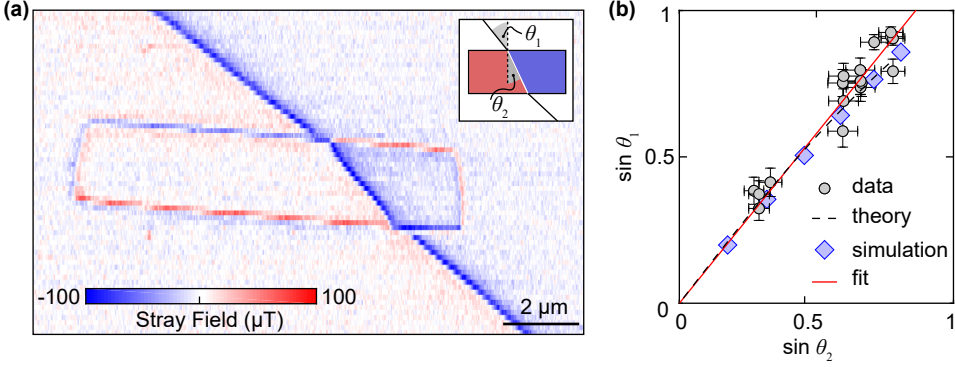 (a)
θ1
θ2
-100
100
Stray Field (µT)
2 µm
(b)
1
0.5
0
sin θ1
data
theory
simulation
fit
0
0.5
1
sin θ2